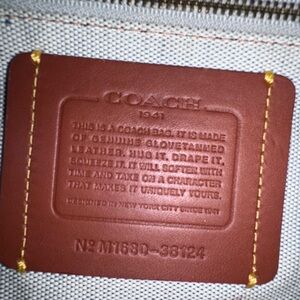 COACH
1941
THIS IS A COACH BAG. IT IS MADE
OF GENUINE GLOVETANNED
LEATHER. HUG IT, DRAPE IT,
SQUEEZE IT. IT WILL SOFTEN WITH
TIME AND TAKE ON A CHARACTER
THAT MAKES IT UNIQUELY YOURS.
DESIGNED IN NEW YORK CITY SINCE 1941
Nº M168D-38124